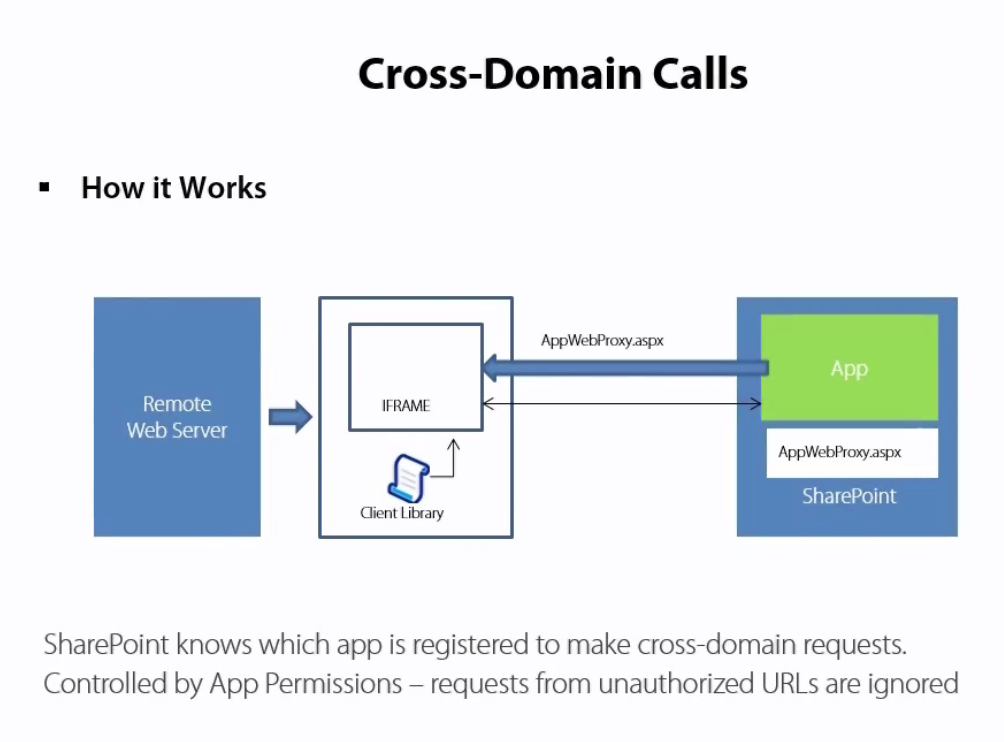 Cross-Domain Calls
▪ How it Works
Remote
Web Server
IFRAME
Client Library
AppWebProxy.aspx
App
AppWebProxy.aspx
SharePoint
SharePoint knows which app is registered to make cross-domain requests.
Controlled by App Permissions – requests from unauthorized URLs are ignored